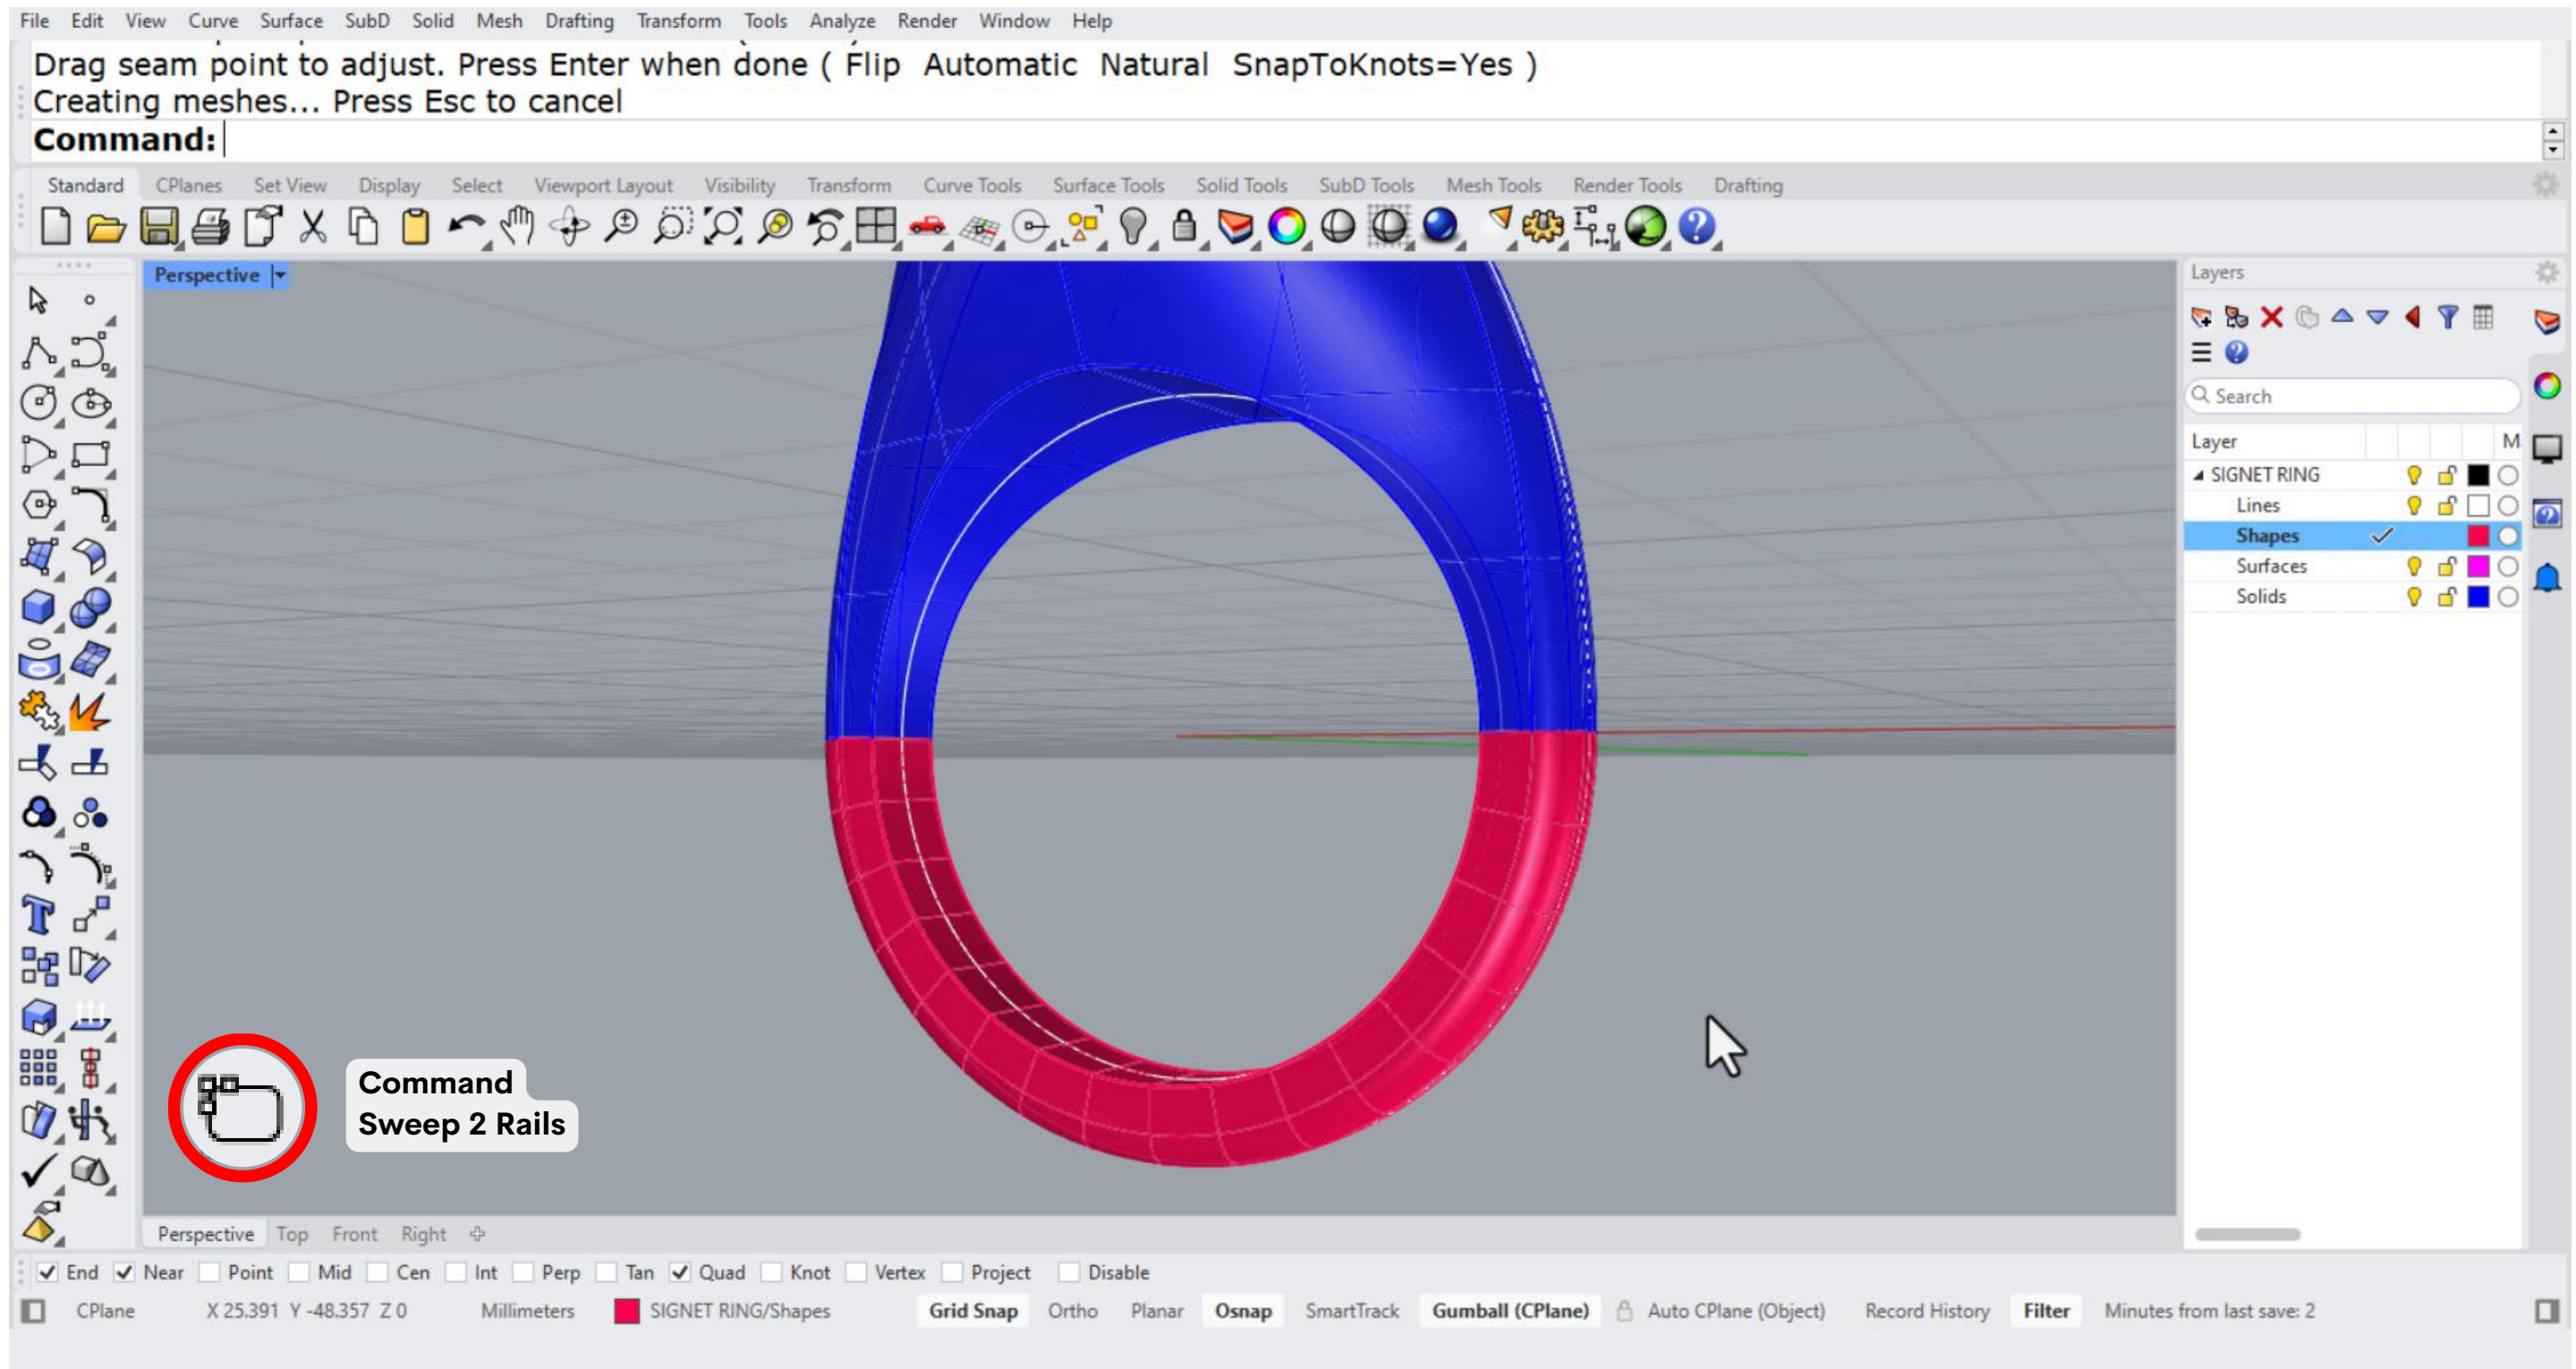 File Edit View Curve Surface SubD Solid Mesh Drafting Transform Tools Analyze Render Window Help
Drag seam point to adjust. Press Enter when done ( Flip Automatic Natural SnapToKnots=Yes )
Creating meshes... Press Esc to cancel
Command:
Standard CPlanes Set View Display Select Viewport Layout Visibility Transform Curve Tools Surface Tools Solid Tools SubD Tools Mesh Tools Render Tools Drafting
Perspective
Layers
Search
Layer M
SIGNET RING
Lines
Shapes
Surfaces
Solids
Command
Sweep 2 Rails
Perspective Top Front Right
End Near Point Mid Cen Int Perp Tan Quad Knot Vertex Project Disable
CPlane X 25.391 Y -48.357 Z 0 Millimeters SIGNET RING/Shapes Grid Snap Ortho Planar Osnap SmartTrack Gumball (CPlane) Auto CPlane (Object) Record History Filter Minutes from last save: 2